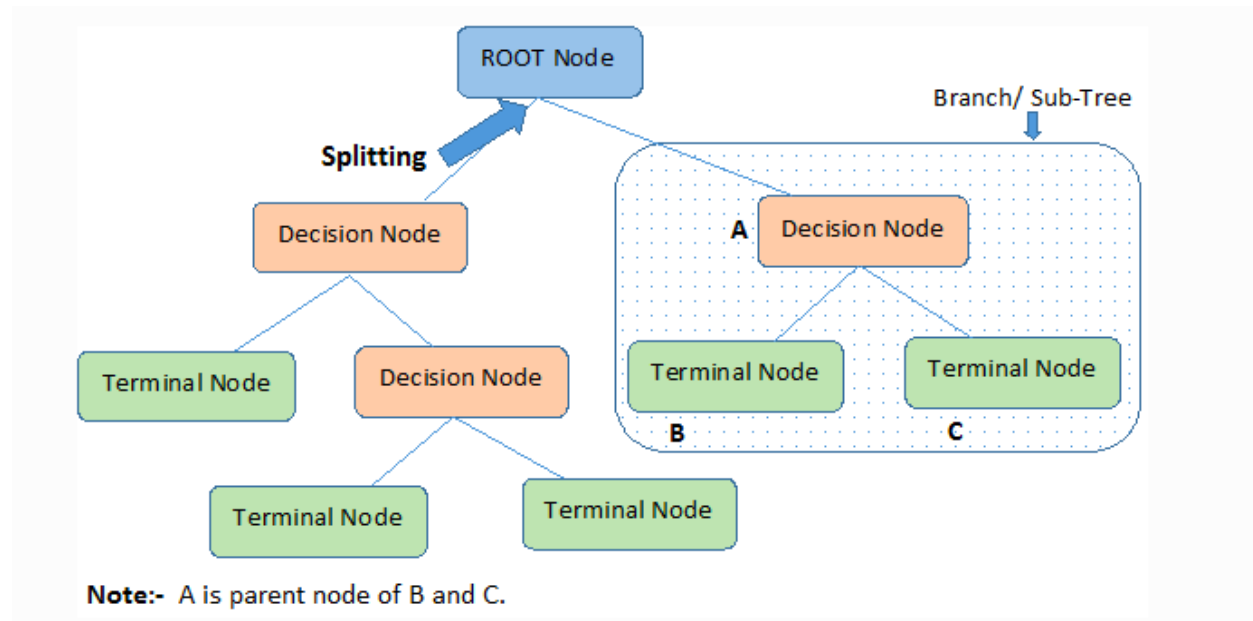 ROOT Node
Branch/ Sub-Tree
Splitting
Decision Node
A
Decision Node
Terminal Node
Decision Node
Terminal Node
Terminal Node
B
C
Terminal Node
Terminal Node
Note:- A is parent node of B and C.